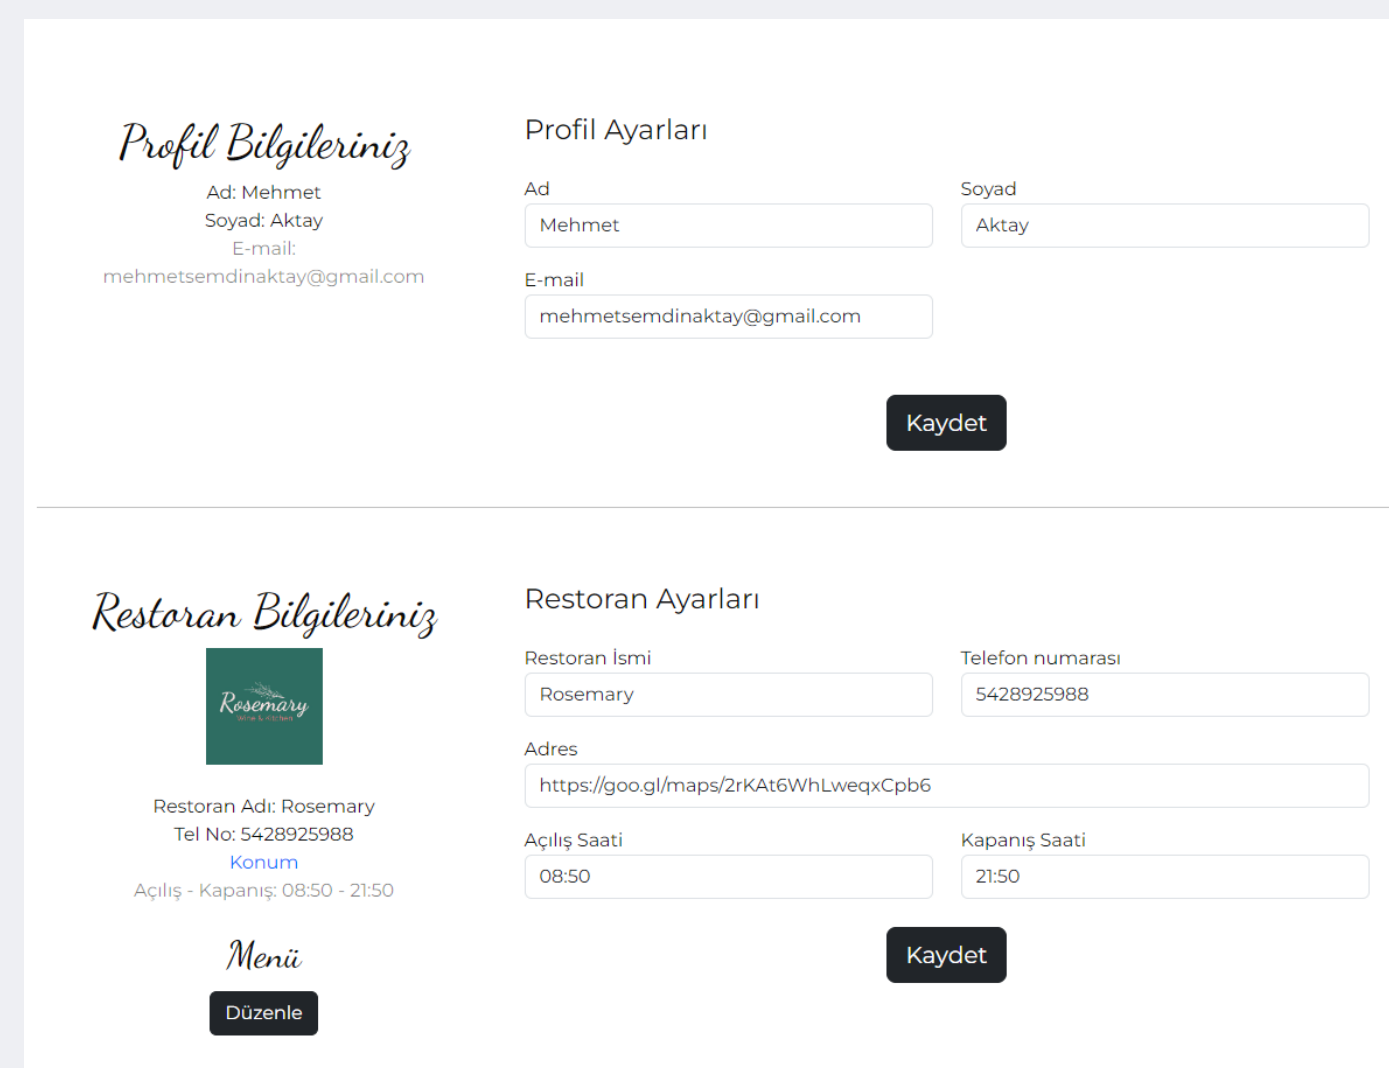 Profil Bilgileriniz
Ad: Mehmet
Soyad: Aktay
E-mail:
mehmetsemdinaktay@gmail.com
Profil Ayarları
Ad
Mehmet
Soyad
Aktay
E-mail
mehmetsemdinaktay@gmail.com
Kaydet
Restoran Bilgileriniz
Rosemary
Wine & Kitchen
Restoran Adı: Rosemary
Tel No: 5428925988
Konum
Açılış - Kapanış: 08:50 - 21:50
Menü
Düzenle
Restoran Ayarları
Restoran İsmi
Rosemary
Telefon numarası
5428925988
Adres
https://goo.gl/maps/2rKAt6WhLweqxCpb6
Açılış Saati
08:50
Kapanış Saati
21:50
Kaydet